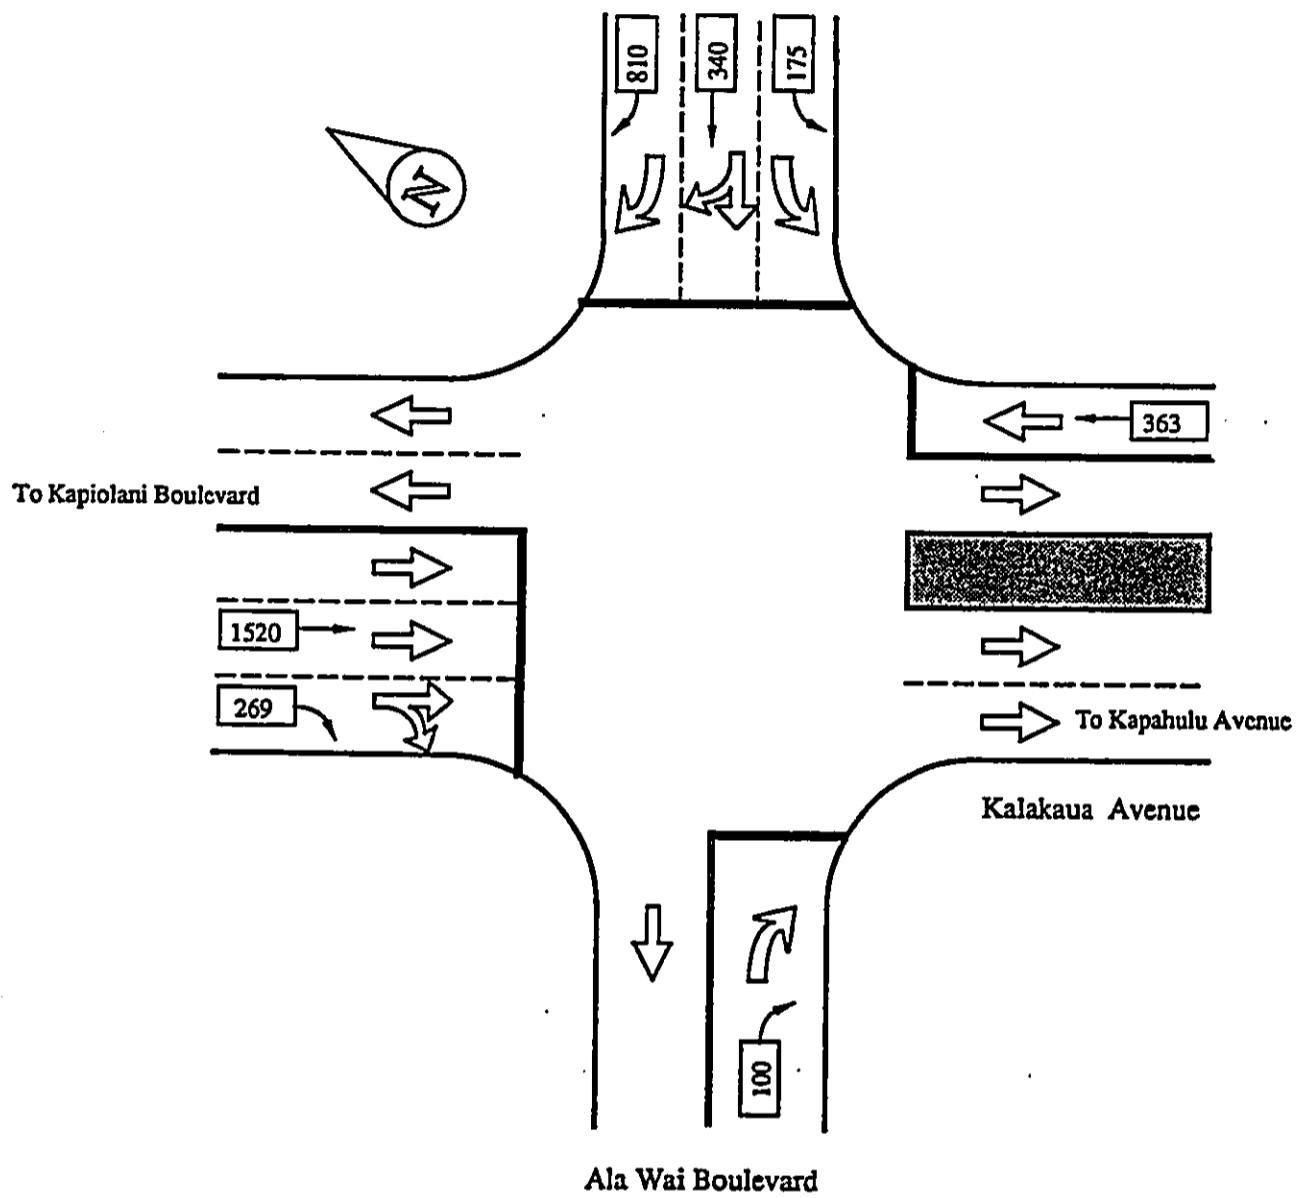 810
340
175
N
363
To Kapiolani Boulevard
1520
269
To Kapahulu Avenue
Kalakaua Avenue
100
Ala Wai Boulevard